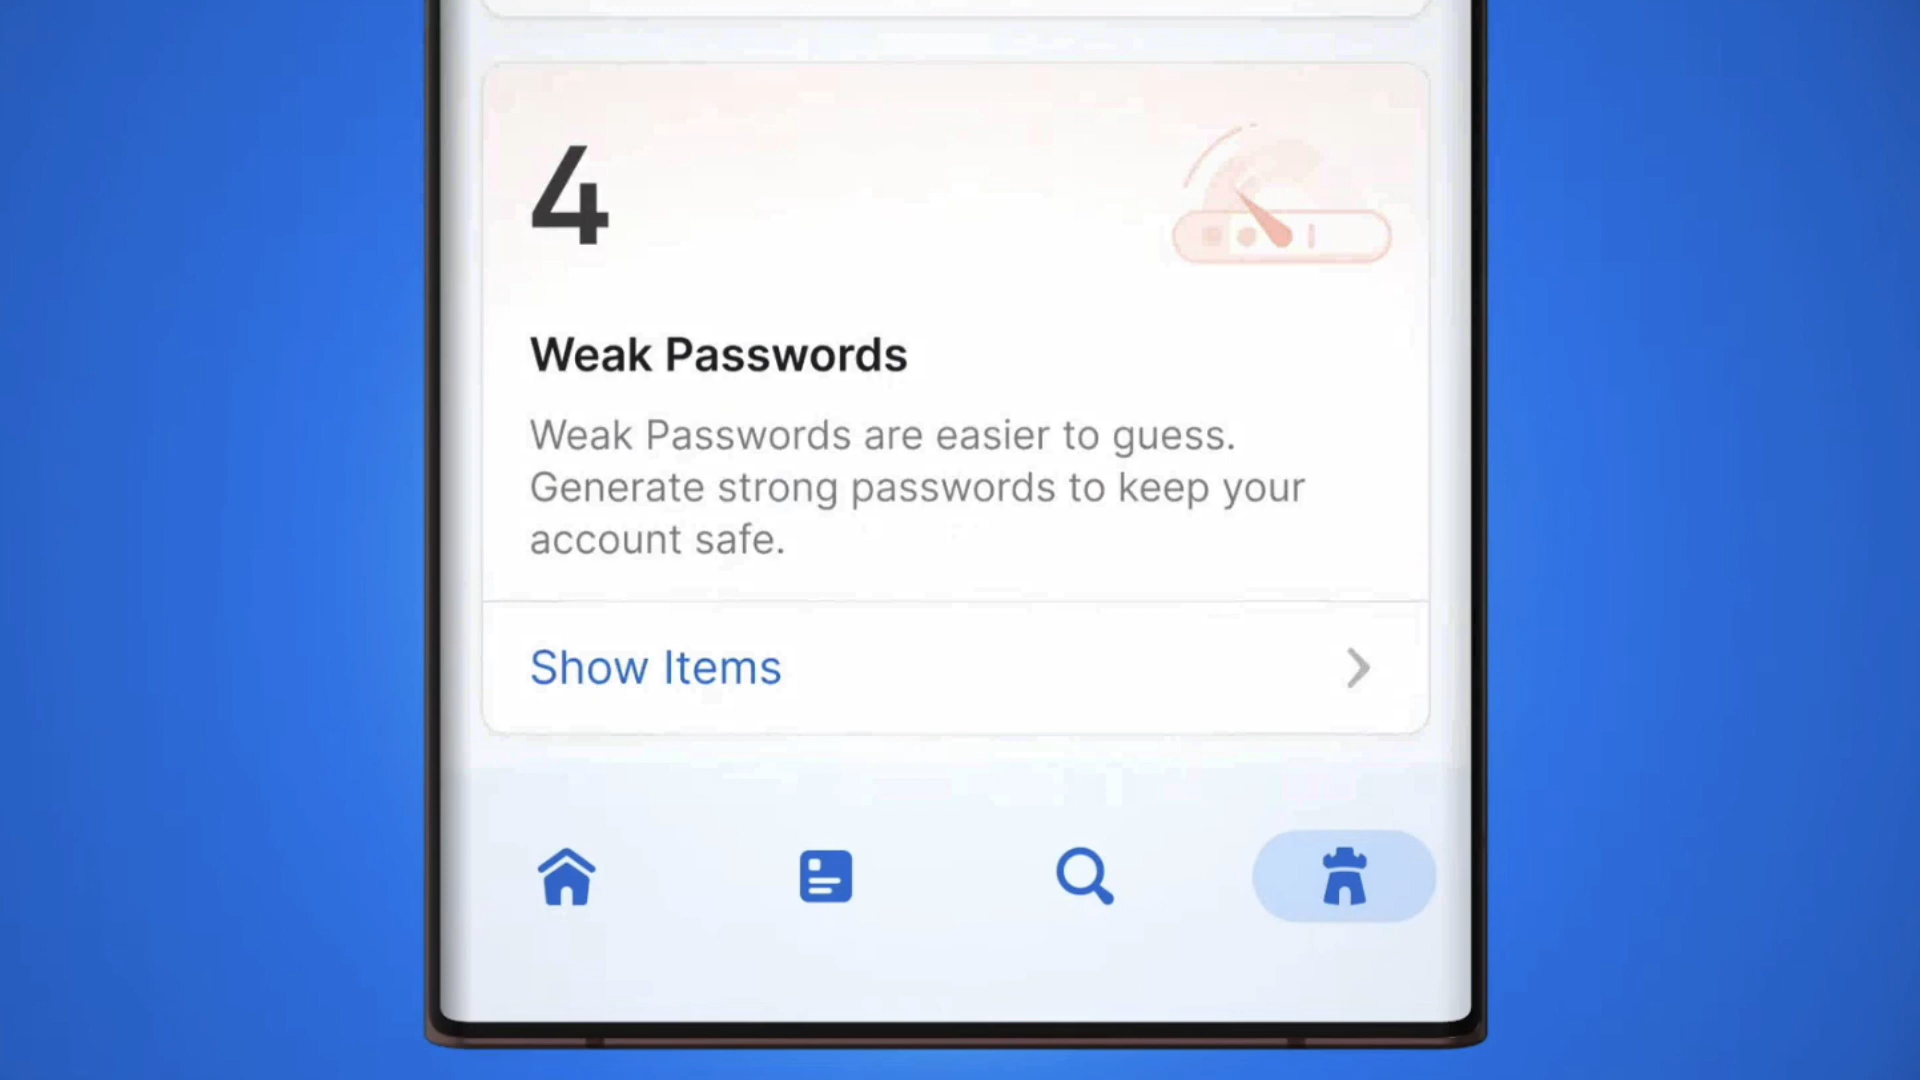 4
Weak Passwords
Weak Passwords are easier to guess.
Generate strong passwords to keep your
account safe.
Show Items